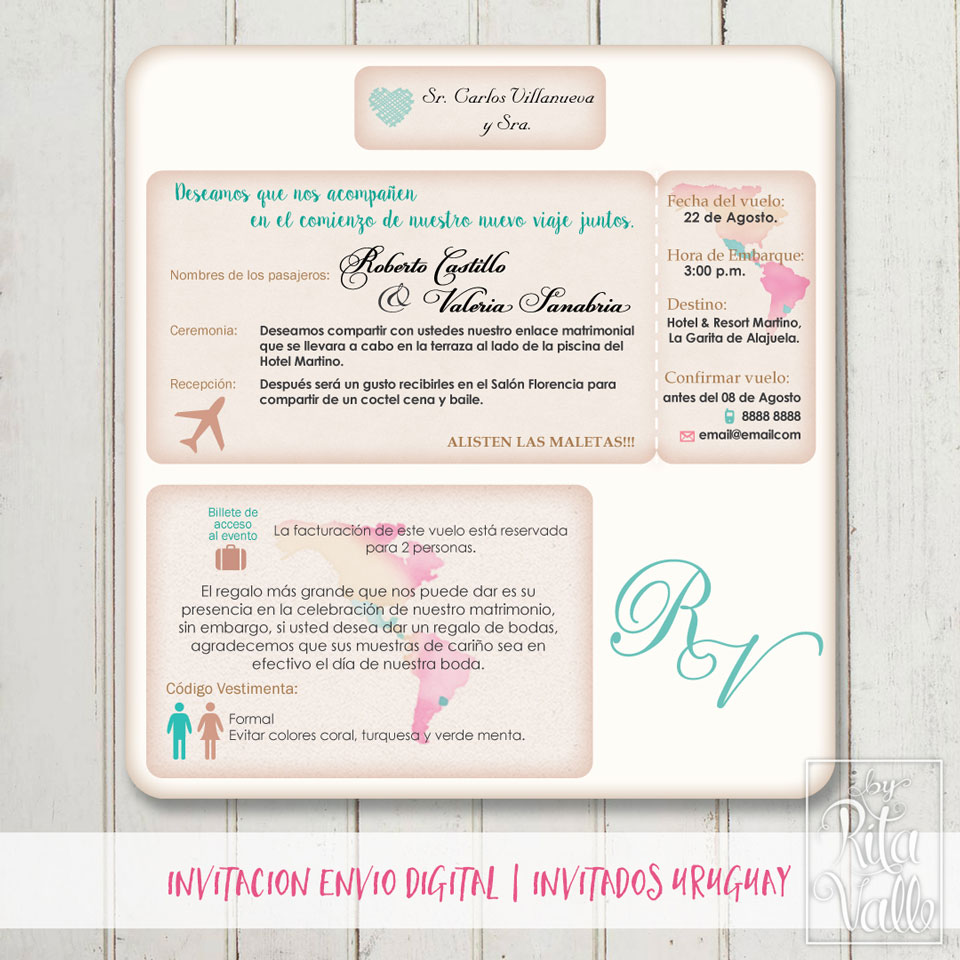 Sr. Carlos Villanueva
y Sra.
Deseamos que nos acompañen
en el comienzo de nuestro nuevo viaje juntos.
Nombres de los pasajeros:
Roberto Castillo
& Valeria Sanabria
Ceremonia:
Deseamos compartir con ustedes nuestro enlace matrimonial
que se llevara a cabo en la terraza al lado de la piscina del
Hotel Martino.
Recepción:
Después será un gusto recibirles en el Salón Florencia para
compartir de un coctel cena y baile.
ALISTEN LAS MALETAS!!!
Fecha del vuelo:
22 de Agosto.
Hora de Embarque:
3:00 p.m.
Destino:
Hotel & Resort Martino,
La Garita de Alajuela.
Confirmar vuelo:
antes del 08 de Agosto
8888 8888
email@emailcom
Billete de
acceso
al evento
La facturación de este vuelo está reservada
para 2 personas.
El regalo más grande que nos puede dar es su
presencia en la celebración de nuestro matrimonio,
sin embargo, si usted desea dar un regalo de bodas,
agradecemos que sus muestras de cariño sea en
efectivo el día de nuestra boda.
Código Vestimenta:
Formal
Evitar colores coral, turquesa y verde menta.
RV
by
Rita
Valle
INVITACION ENVIO DIGITAL | INVITADOS URUGUAY